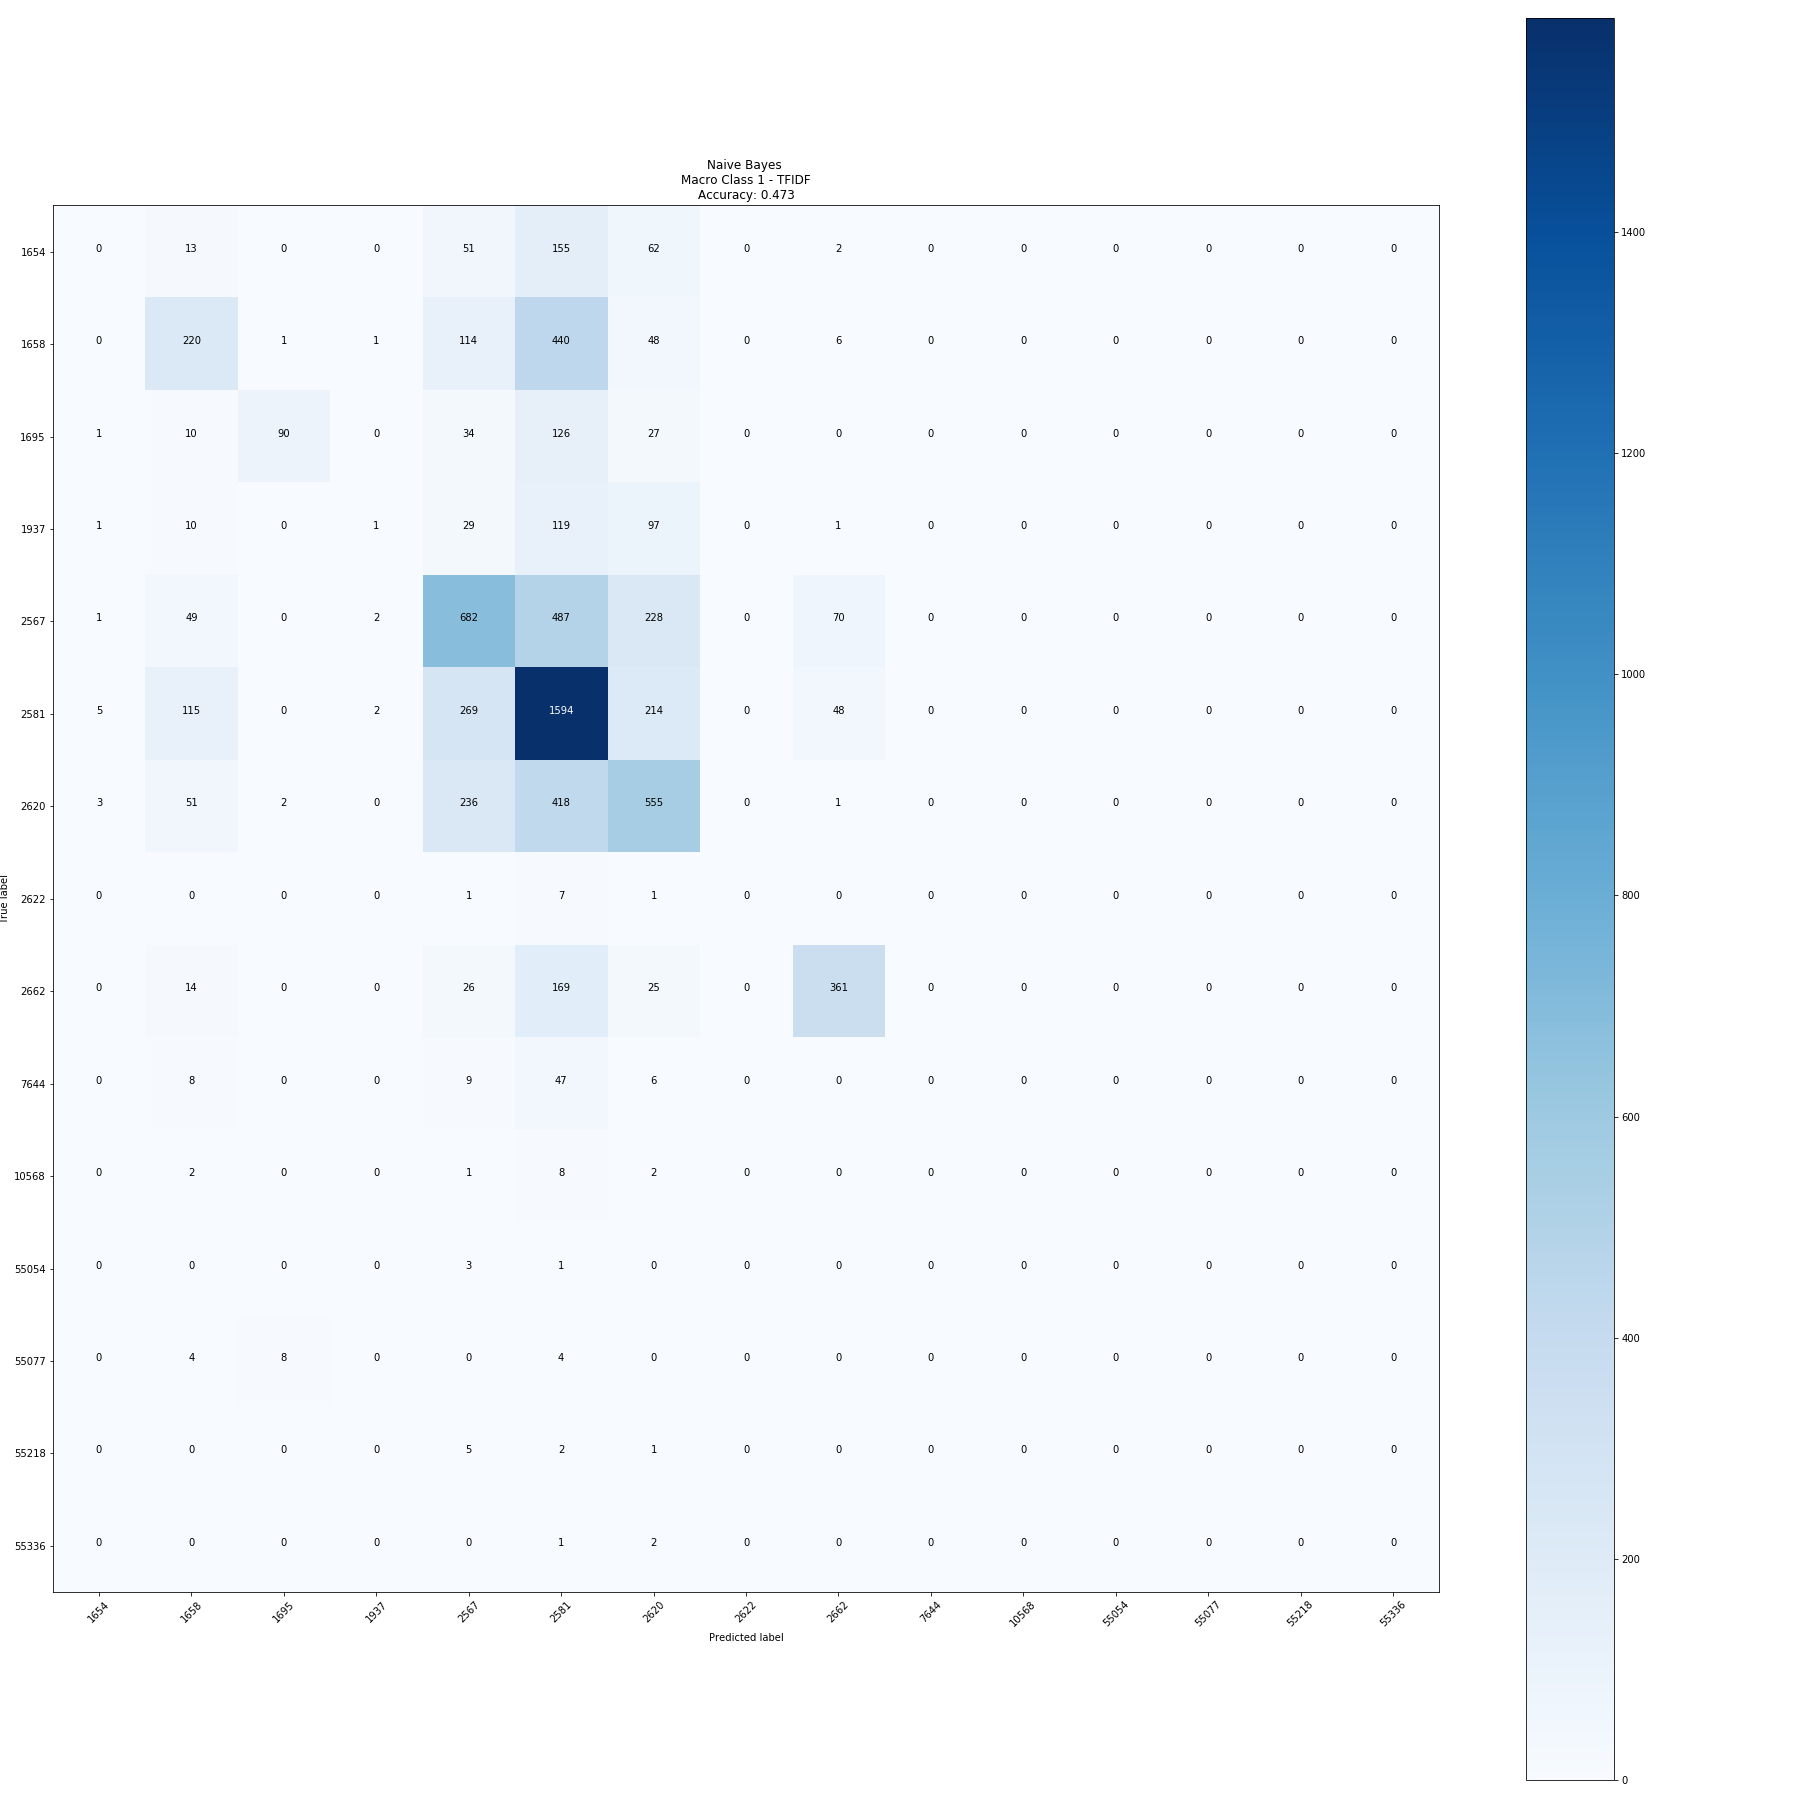 Naive Bayes
Macro Class 1 - TFIDF
Accuracy: 0.473
1654 0 13 0 0 51 155 62 0 2 0 0 0 0 0 0
1658 0 220 1 1 114 440 48 0 6 0 0 0 0 0 0
1695 1 10 90 0 34 126 27 0 0 0 0 0 0 0 0
1937 1 10 0 1 29 119 97 0 1 0 0 0 0 0 0
2567 1 49 0 2 682 487 228 0 70 0 0 0 0 0 0
2581 5 115 0 2 269 1594 214 0 48 0 0 0 0 0 0
2620 3 51 2 0 236 418 555 0 1 0 0 0 0 0 0
2622 0 0 0 0 1 7 1 0 0 0 0 0 0 0 0
2662 0 14 0 0 26 169 25 0 361 0 0 0 0 0 0
7644 0 8 0 0 9 47 6 0 0 0 0 0 0 0 0
10568 0 2 0 0 1 8 2 0 0 0 0 0 0 0 0
55054 0 0 0 0 3 1 0 0 0 0 0 0 0 0 0
55077 0 4 8 0 0 4 0 0 0 0 0 0 0 0 0
55218 0 0 0 0 5 2 1 0 0 0 0 0 0 0 0
55336 0 0 0 0 0 1 2 0 0 0 0 0 0 0 0
1654 1658 1695 1937 2567 2581 2620 2622 2662 7644 10568 55054 55077 55218 55336
Predicted label
True label
1400
1200
1000
800
600
400
200
0